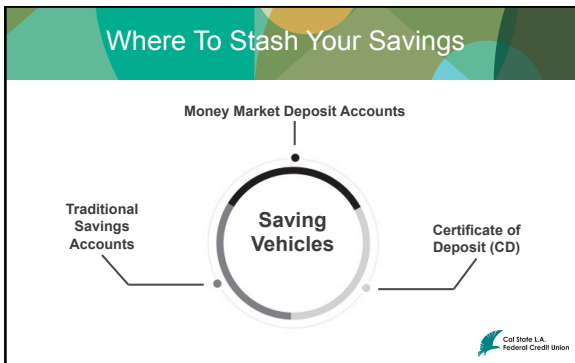 Where To Stash Your Savings
Money Market Deposit Accounts
Traditional
Savings
Accounts
Saving
Vehicles
Certificate of
Deposit (CD)
Cal State L.A.
Federal Credit Union